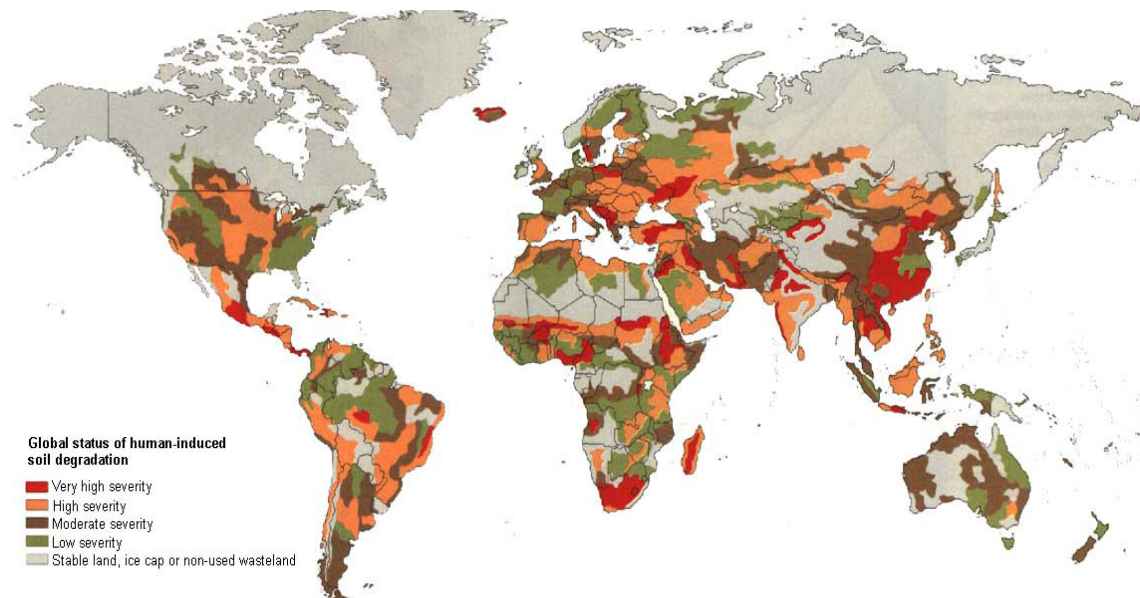 Global status of human-induced
soil degradation
Very high severity
High severity
Moderate severity
Low severity
Stable land, ice cap or non-used wasteland